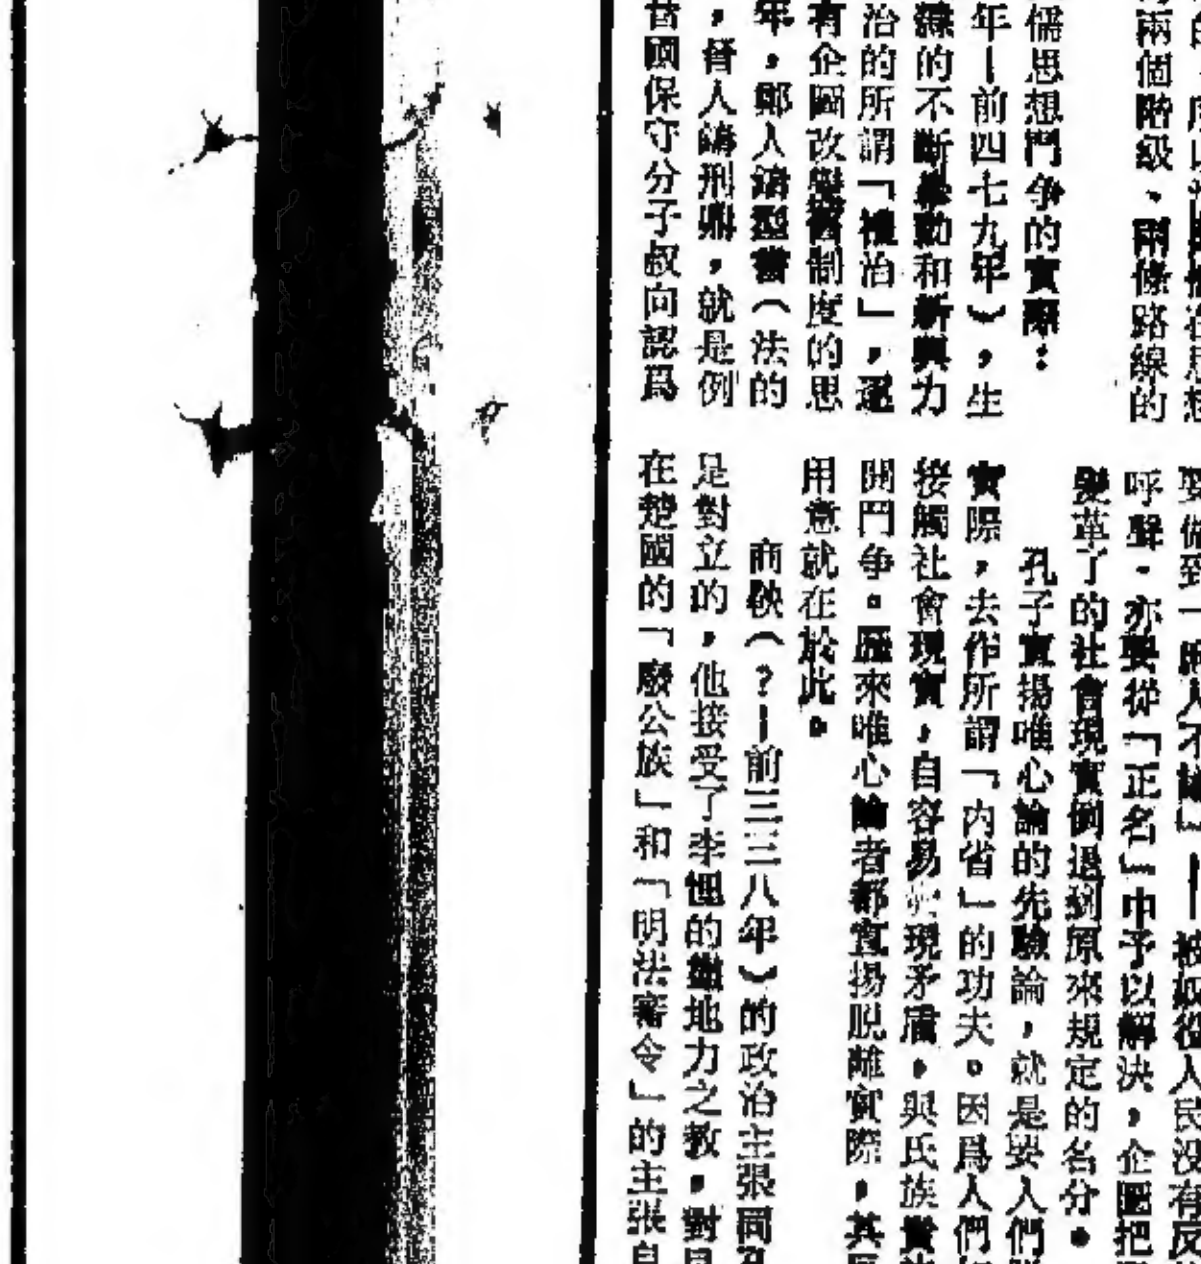 兩個階級、兩條路線的
儒思想鬥争的實際：
年—前四七九年），生
的不斷動和新興力
治的所謂「禮治」，還
有企圖改變舊制度的思
年，鄭人鑄型書（法的
，晉人鑄刑鼎，就是例
晉國保守分子叔向認爲
呼聲，亦要從「正名」中予以解決，企圖把
變革了的社會現實倒退到原來規定的名分。
孔子宣揚唯心論的先驗論，就是要人們
實際，去作所謂「内省」的功夫。因爲人們
接觸社會現實，自容易現矛盾，與氏族貴
開鬥争。歷來唯心論者都宣揚脱離實際，其
用意就在於此。
商鞅（？—前三三八年）的政治主張同孔
是對立的，他接受了李悝的盡地力之教，對
在楚國的「廢公族」和「明法審令」的主張